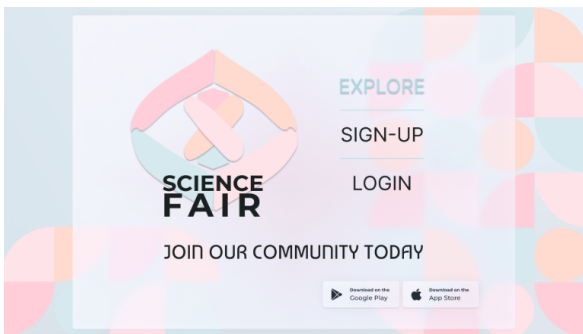 EXPLORE
SIGN-UP
LOGIN
SCIENCE
FAIR
JOIN OUR COMMUNITY TODAY
Download on the
Google Play
Download on the
App Store